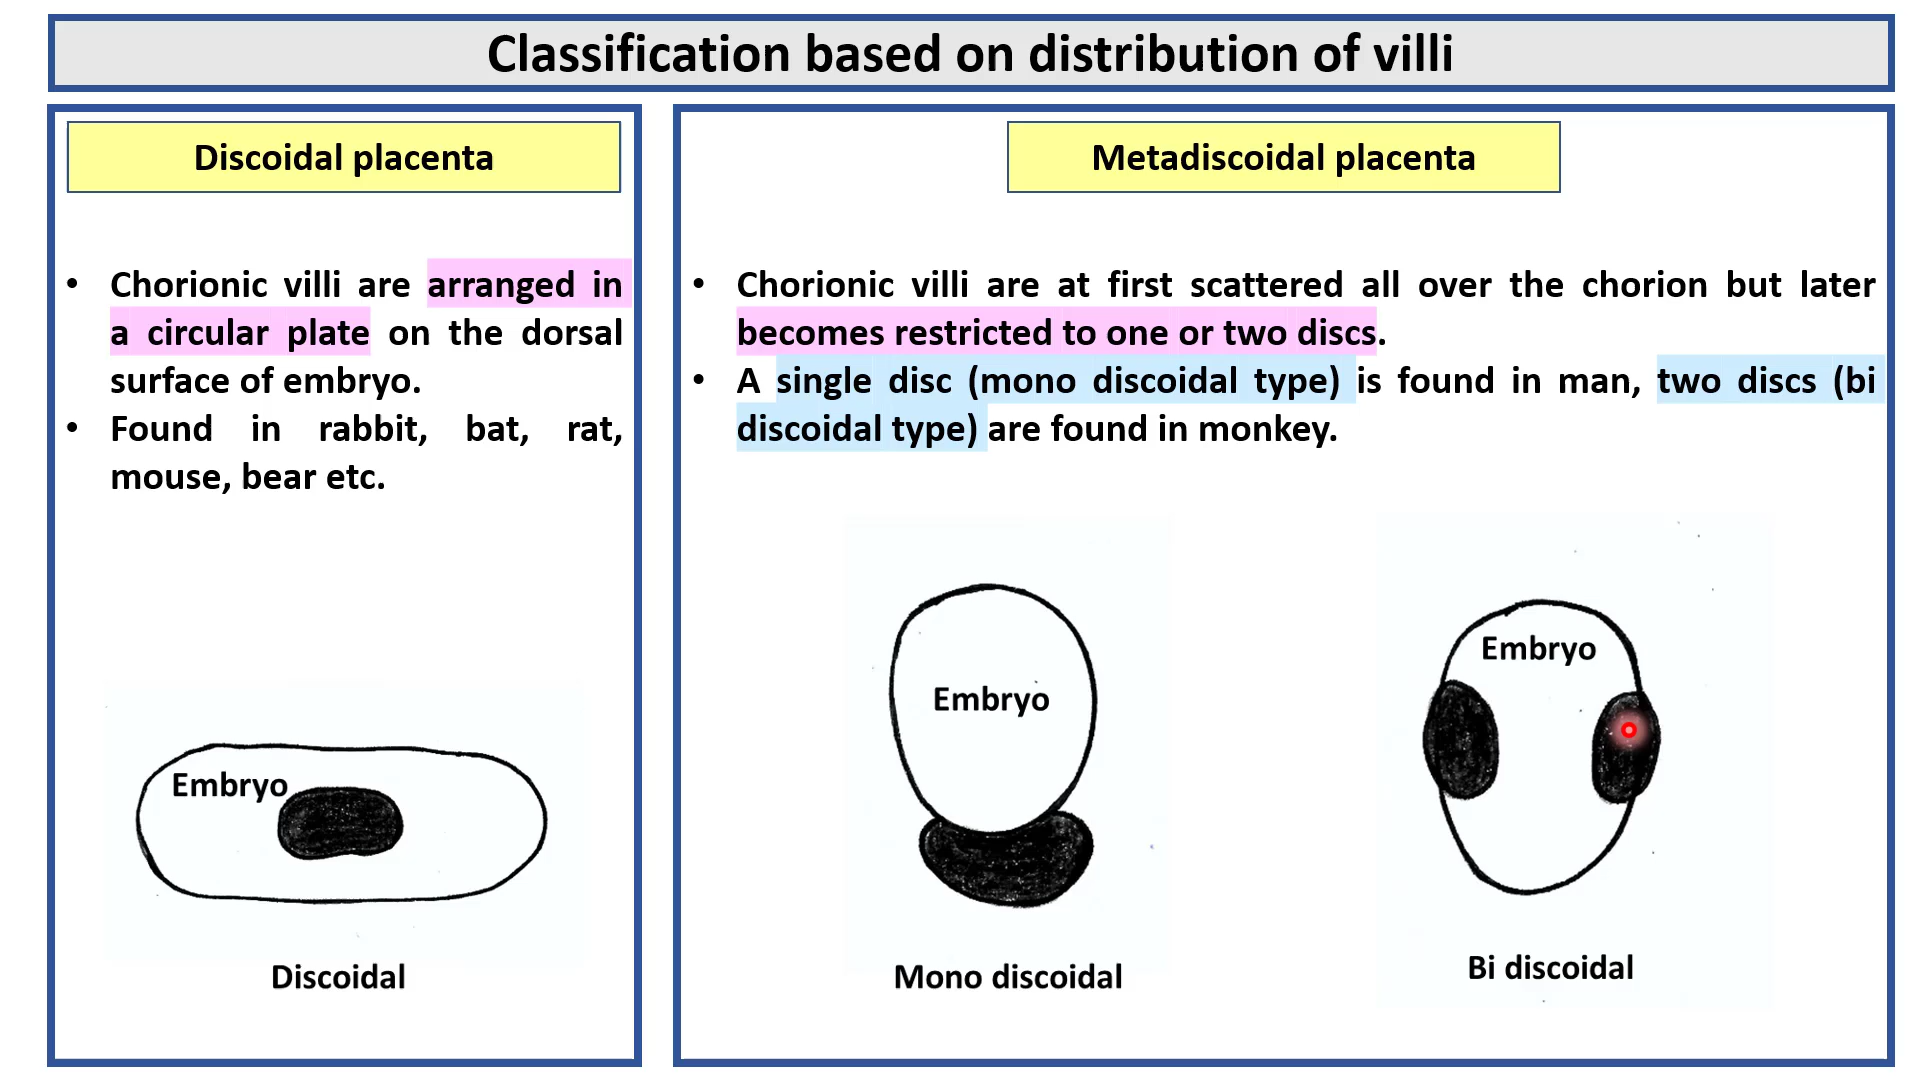 Classification based on distribution of villi
Discoidal placenta
• Chorionic villi are arranged in
a circular plate on the dorsal
surface of embryo.
• Found in rabbit, bat, rat,
mouse, bear etc.
Embryo
Discoidal
Metadiscoidal placenta
• Chorionic villi are at first scattered all over the chorion but later
becomes restricted to one or two discs.
• A single disc (mono discoidal type) is found in man, two discs (bi
discoidal type) are found in monkey.
Embryo
Mono discoidal
Embryo
Bi discoidal